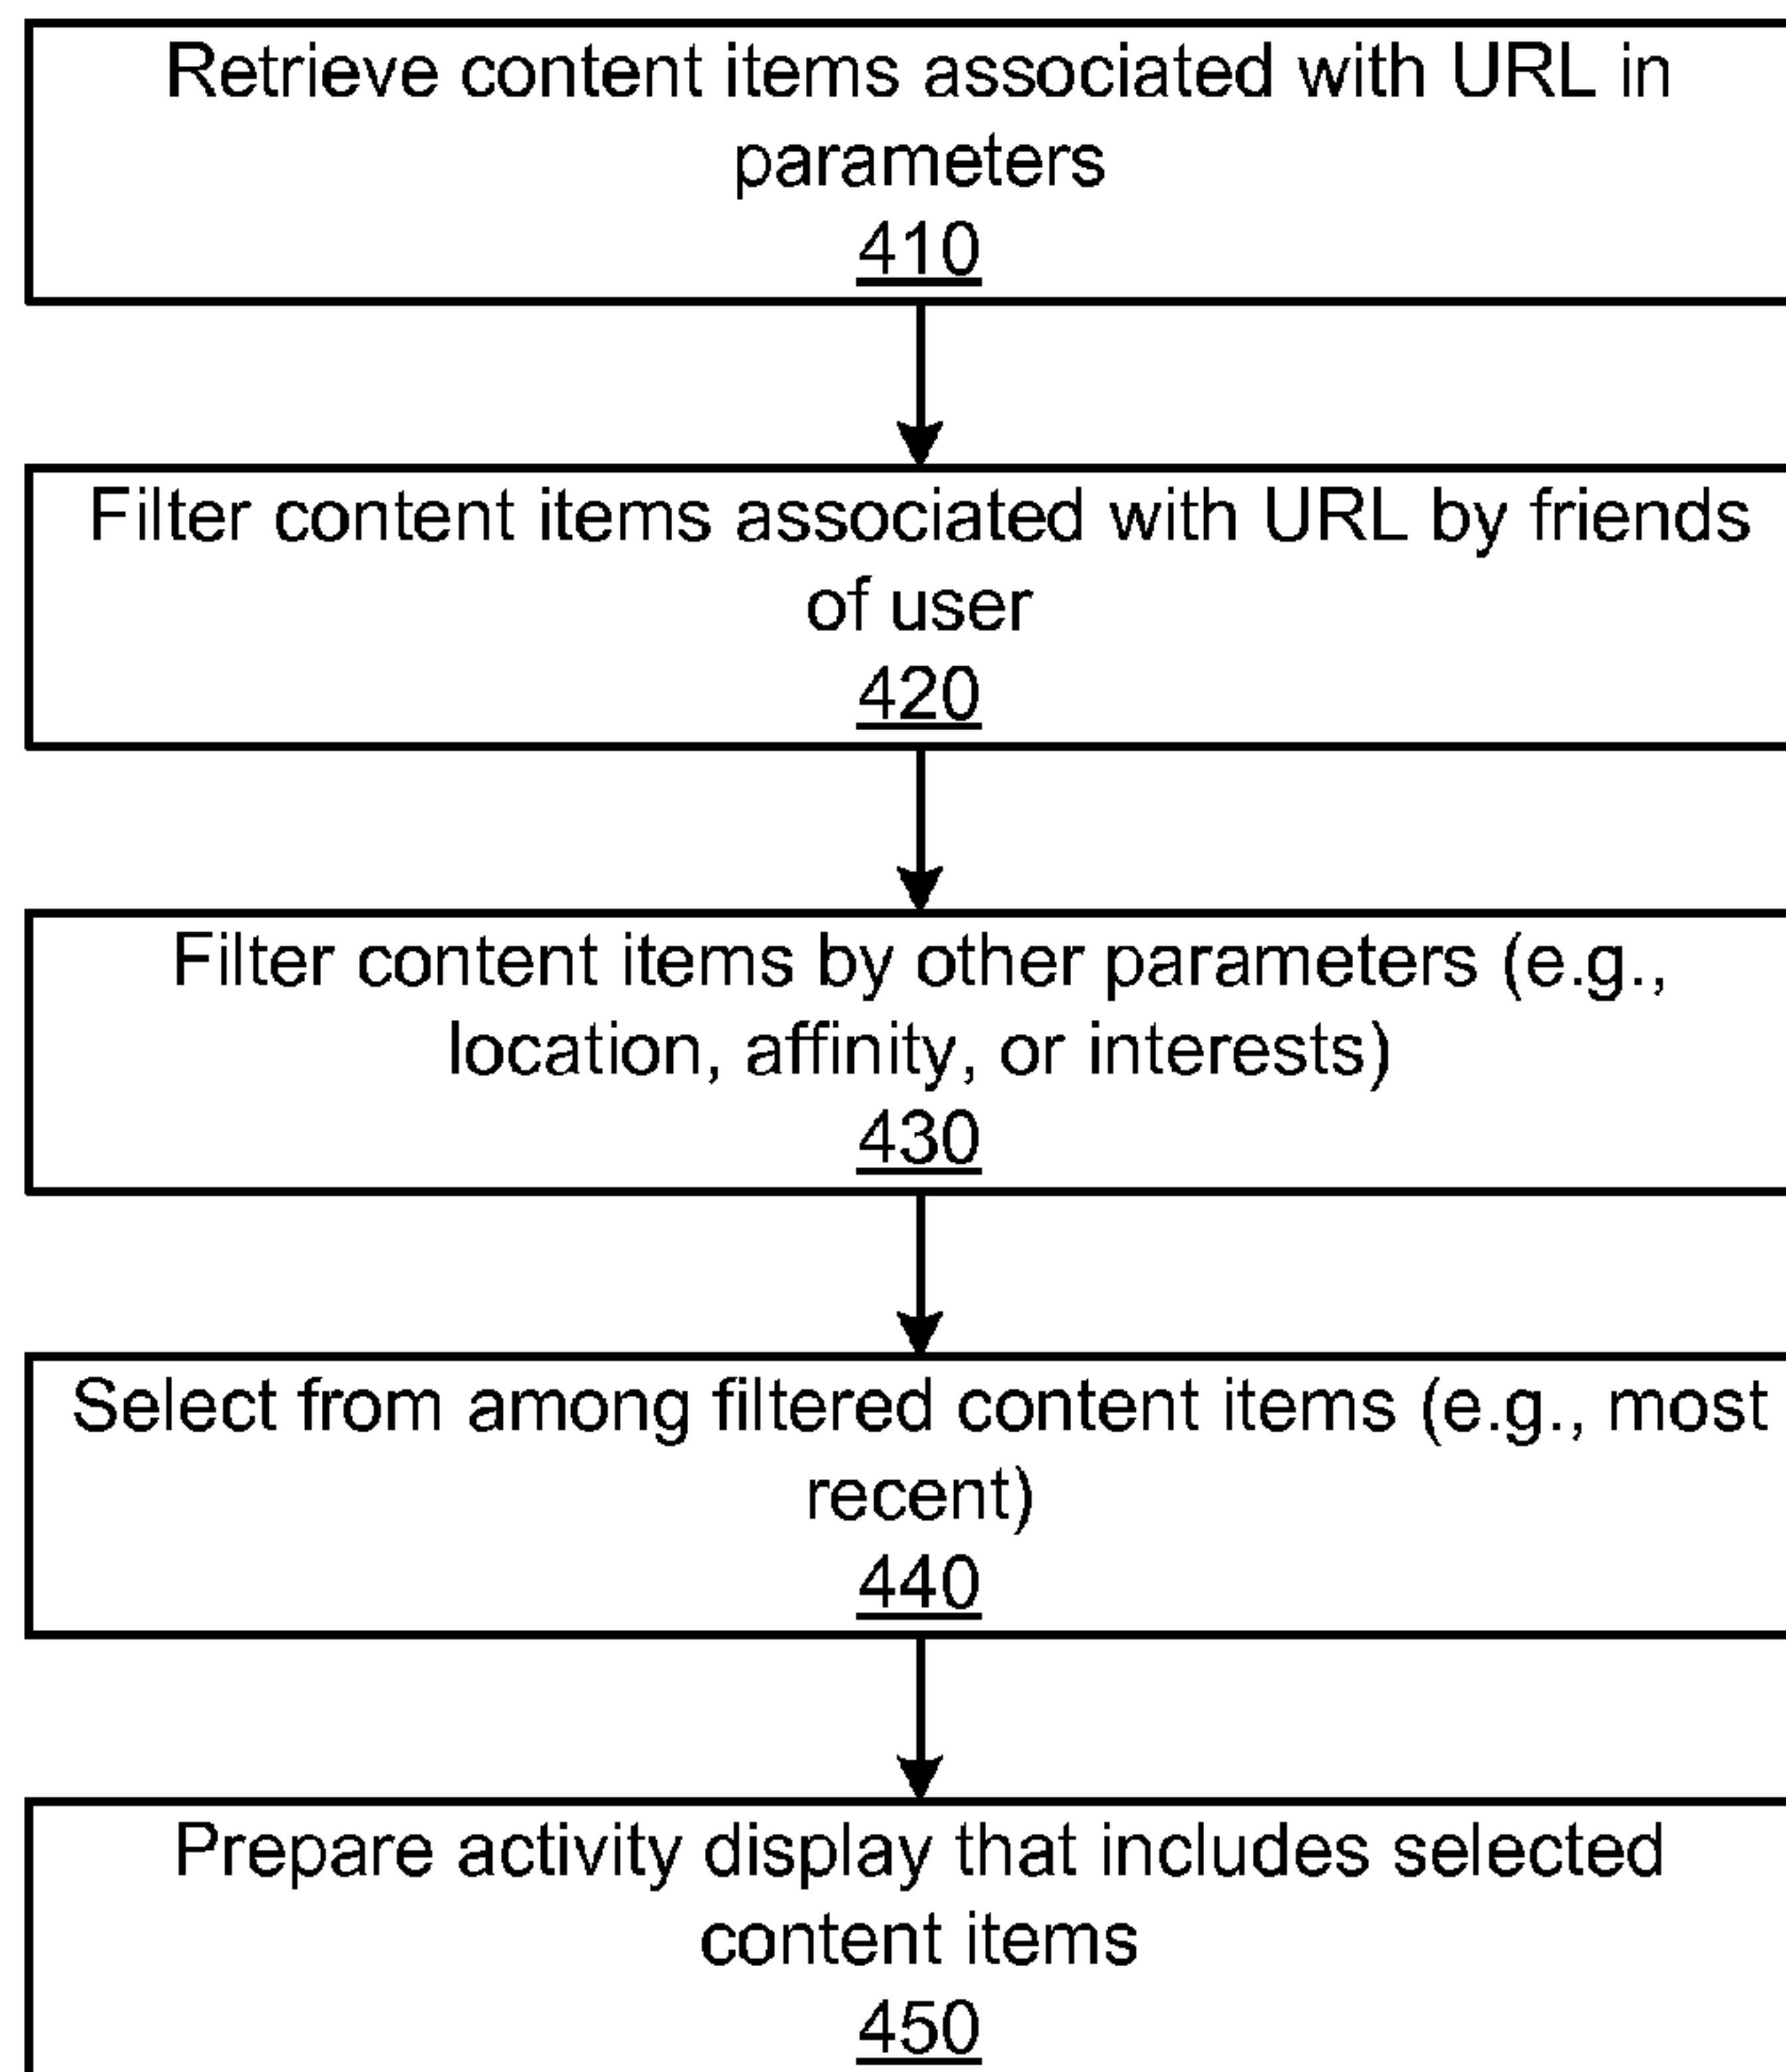 Retrieve content items associated with URL in
parameters
410
Filter content items associated with URL by friends
of user
420
Filter content items by other parameters (e.g.,
location, affinity, or interests)
430
Select from among filtered content items (e.g., most
recent)
440
Prepare activity display that includes selected
content items
450